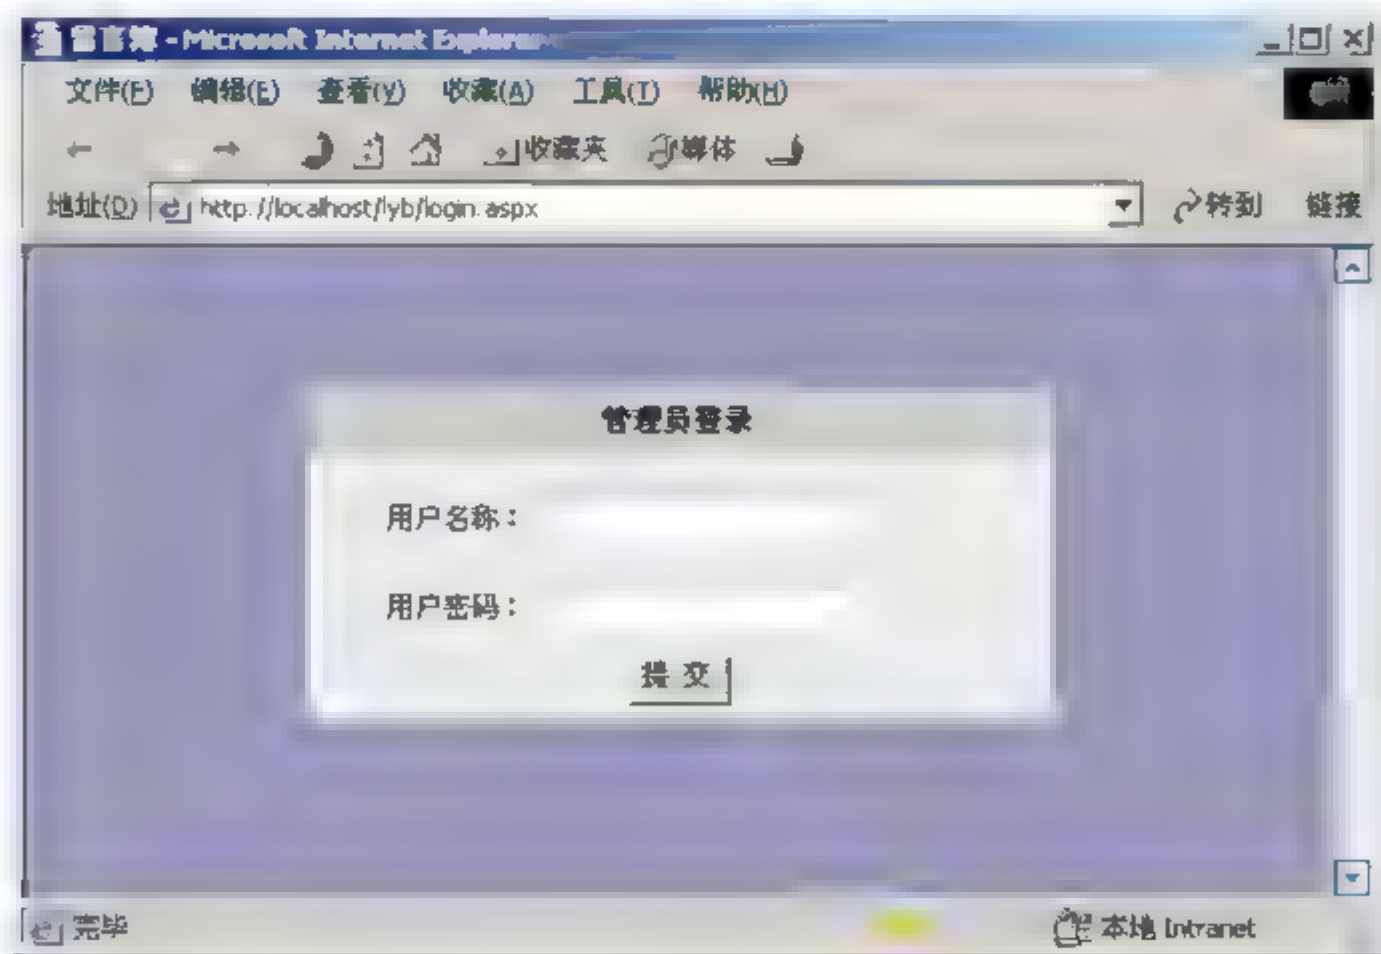 留言簿 - Microsoft Internet Explorer
文件(F) 编辑(E) 查看(V) 收藏(A) 工具(T) 帮助(H)
收藏夹 媒体
地址(D) http://localhost/lyb/login.aspx 转到 链接
管理员登录
用户名称：
用户密码：
提 交
完毕 本地 Intranet